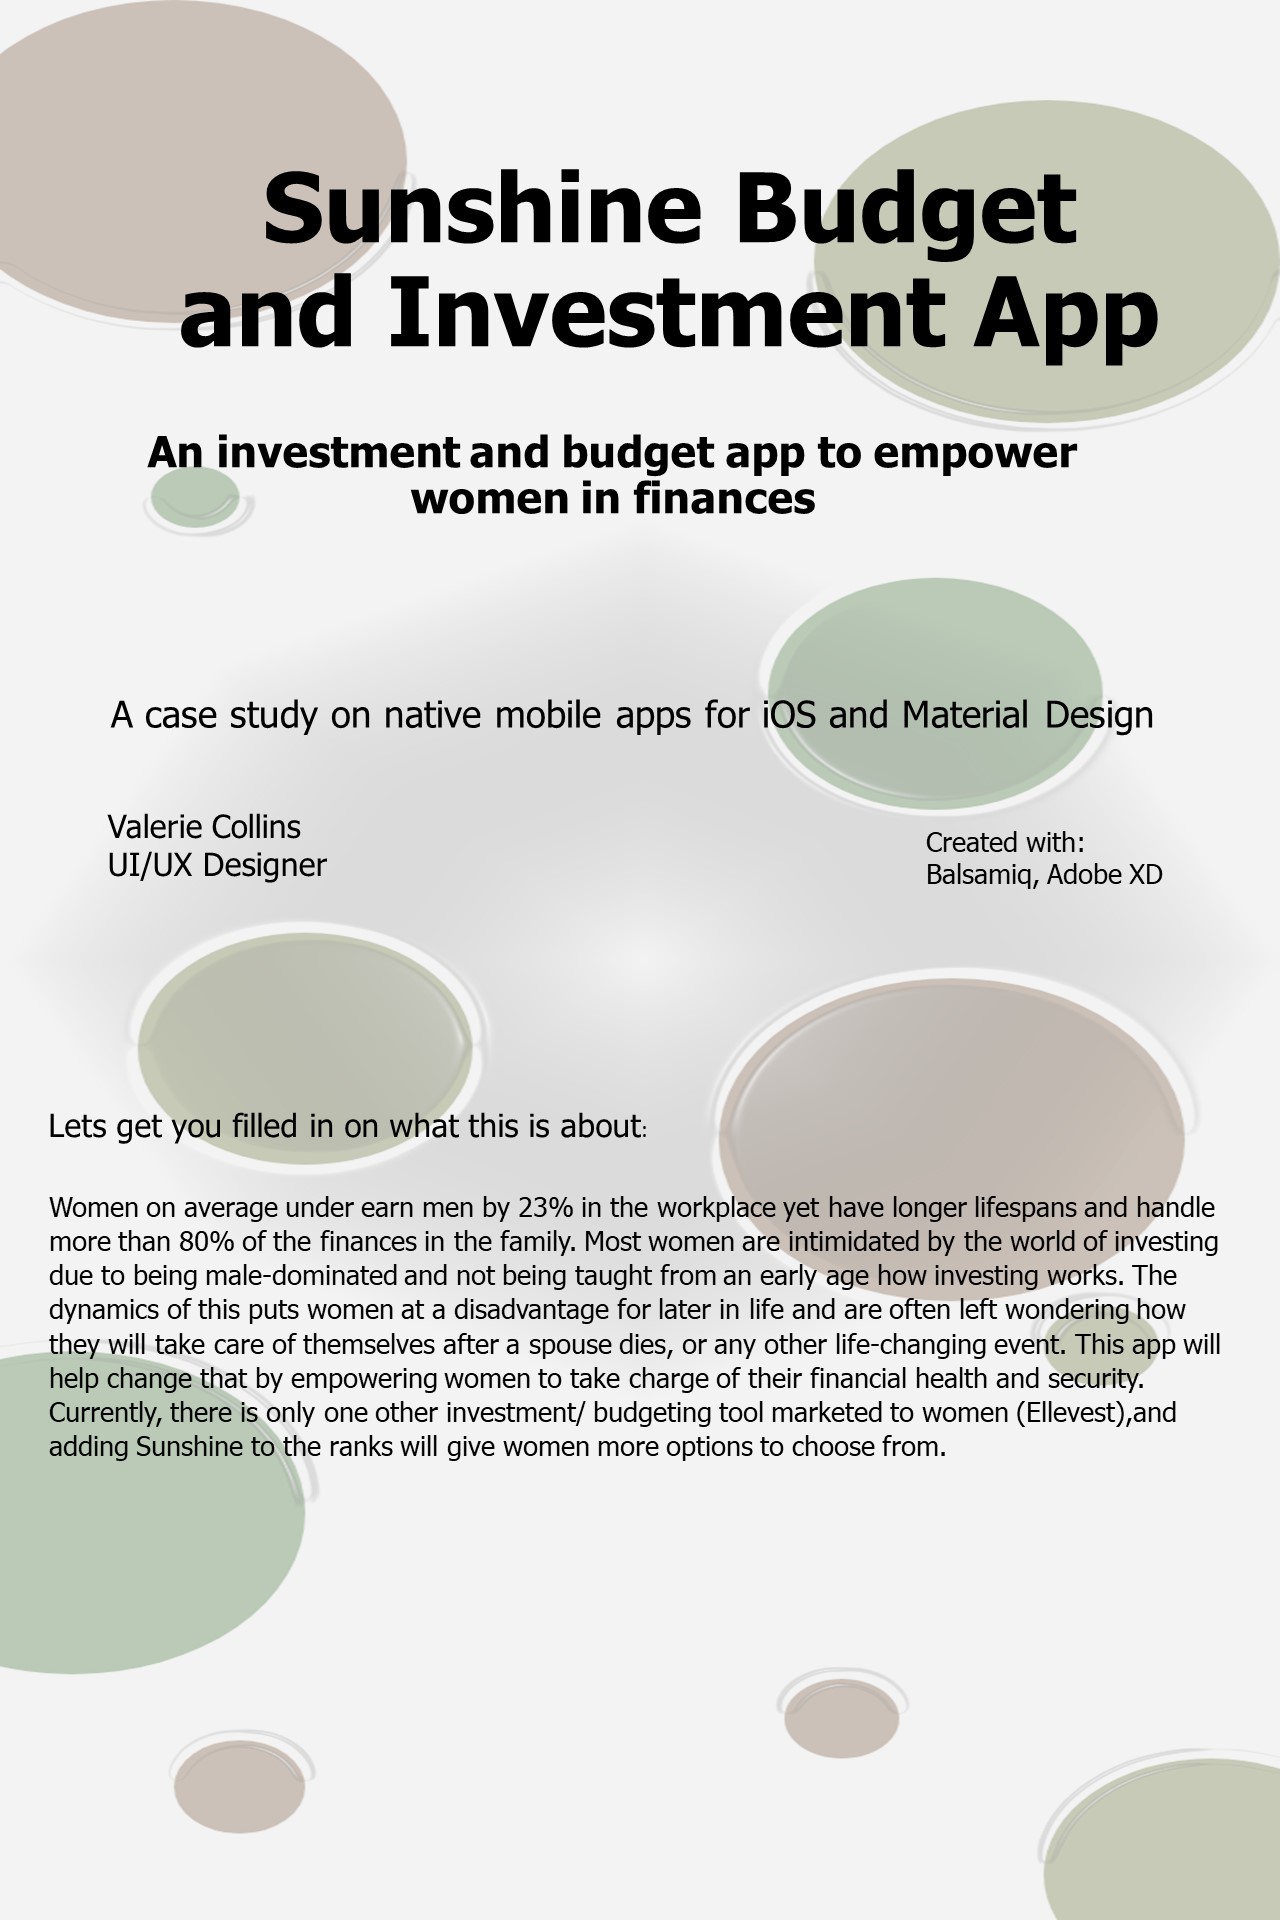 Sunshine Budget
and Investment App
An investment and budget app to empower
women in finances
A case study on native mobile apps for iOS and Material Design
Valerie Collins
UI/UX Designer
Created with:
Balsamiq, Adobe XD
Lets get you filled in on what this is about:
Women on average under earn men by 23% in the workplace yet have longer lifespans and handle
more than 80% of the finances in the family. Most women are intimidated by the world of investing
due to being male-dominated and not being taught from an early age how investing works. The
dynamics of this puts women at a disadvantage for later in life and are often left wondering how
they will take care of themselves after a spouse dies, or any other life-changing event. This app will
help change that by empowering women to take charge of their financial health and security.
Currently, there is only one other investment/ budgeting tool marketed to women (Ellevest),and
adding Sunshine to the ranks will give women more options to choose from.